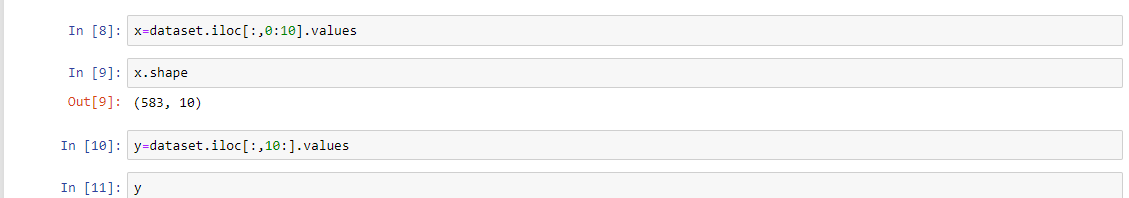 In [8]: x=dataset.iloc[:,0:10].values
In [9]: x.shape
Out[9]: (583, 10)
In [10]: y=dataset.iloc[:,10:].values
In [11]: y